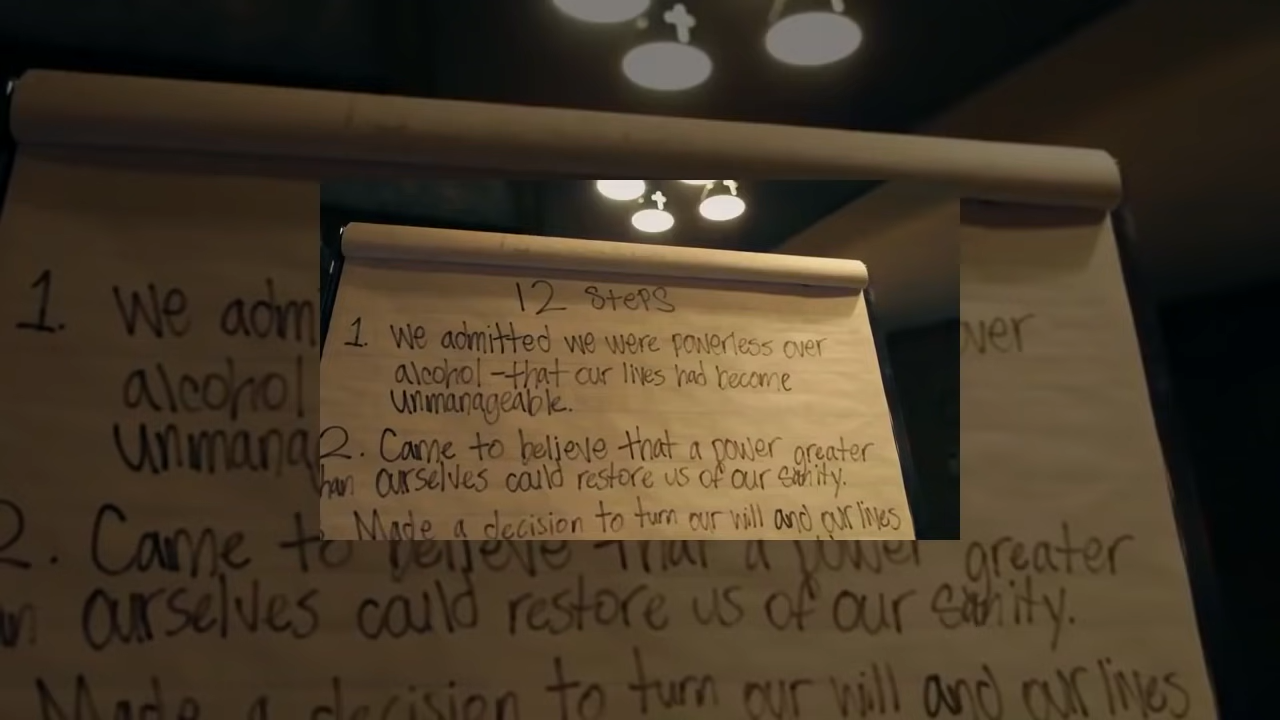 12 Steps
1. We admitted we were powerless over
alcohol - that our lives had become
unmanageable.
2. Came to believe that a power greater
han ourselves could restore us of our sanity.
Made a decision to turn our will and our lives